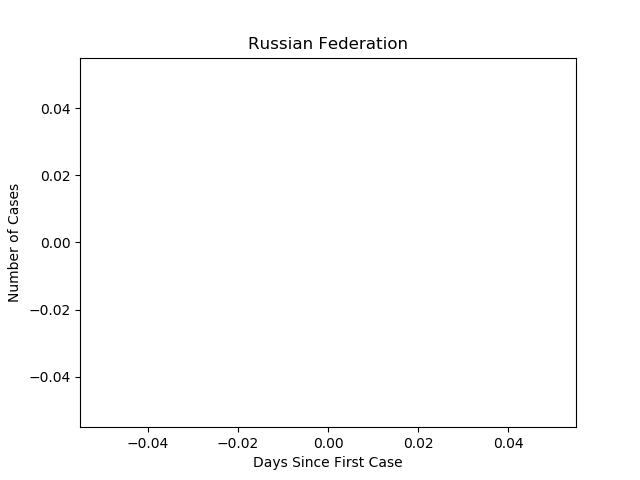 Russian Federation
Number of Cases
0.04
0.02
0.00
−0.02
−0.04
−0.04 −0.02 0.00 0.02 0.04
Days Since First Case